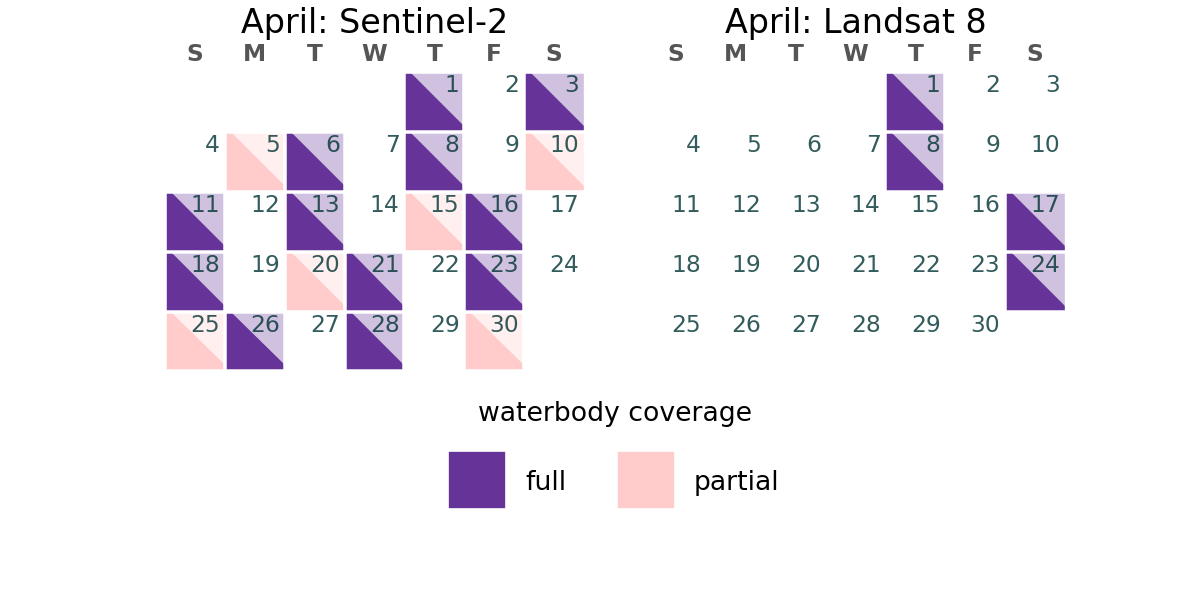 April: Sentinel-2
S M T W T F S
1 2 3
4 5 6 7 8 9 10
11 12 13 14 15 16 17
18 19 20 21 22 23 24
25 26 27 28 29 30
April: Landsat 8
S M T W T F S
1 2 3
4 5 6 7 8 9 10
11 12 13 14 15 16 17
18 19 20 21 22 23 24
25 26 27 28 29 30
waterbody coverage
full partial